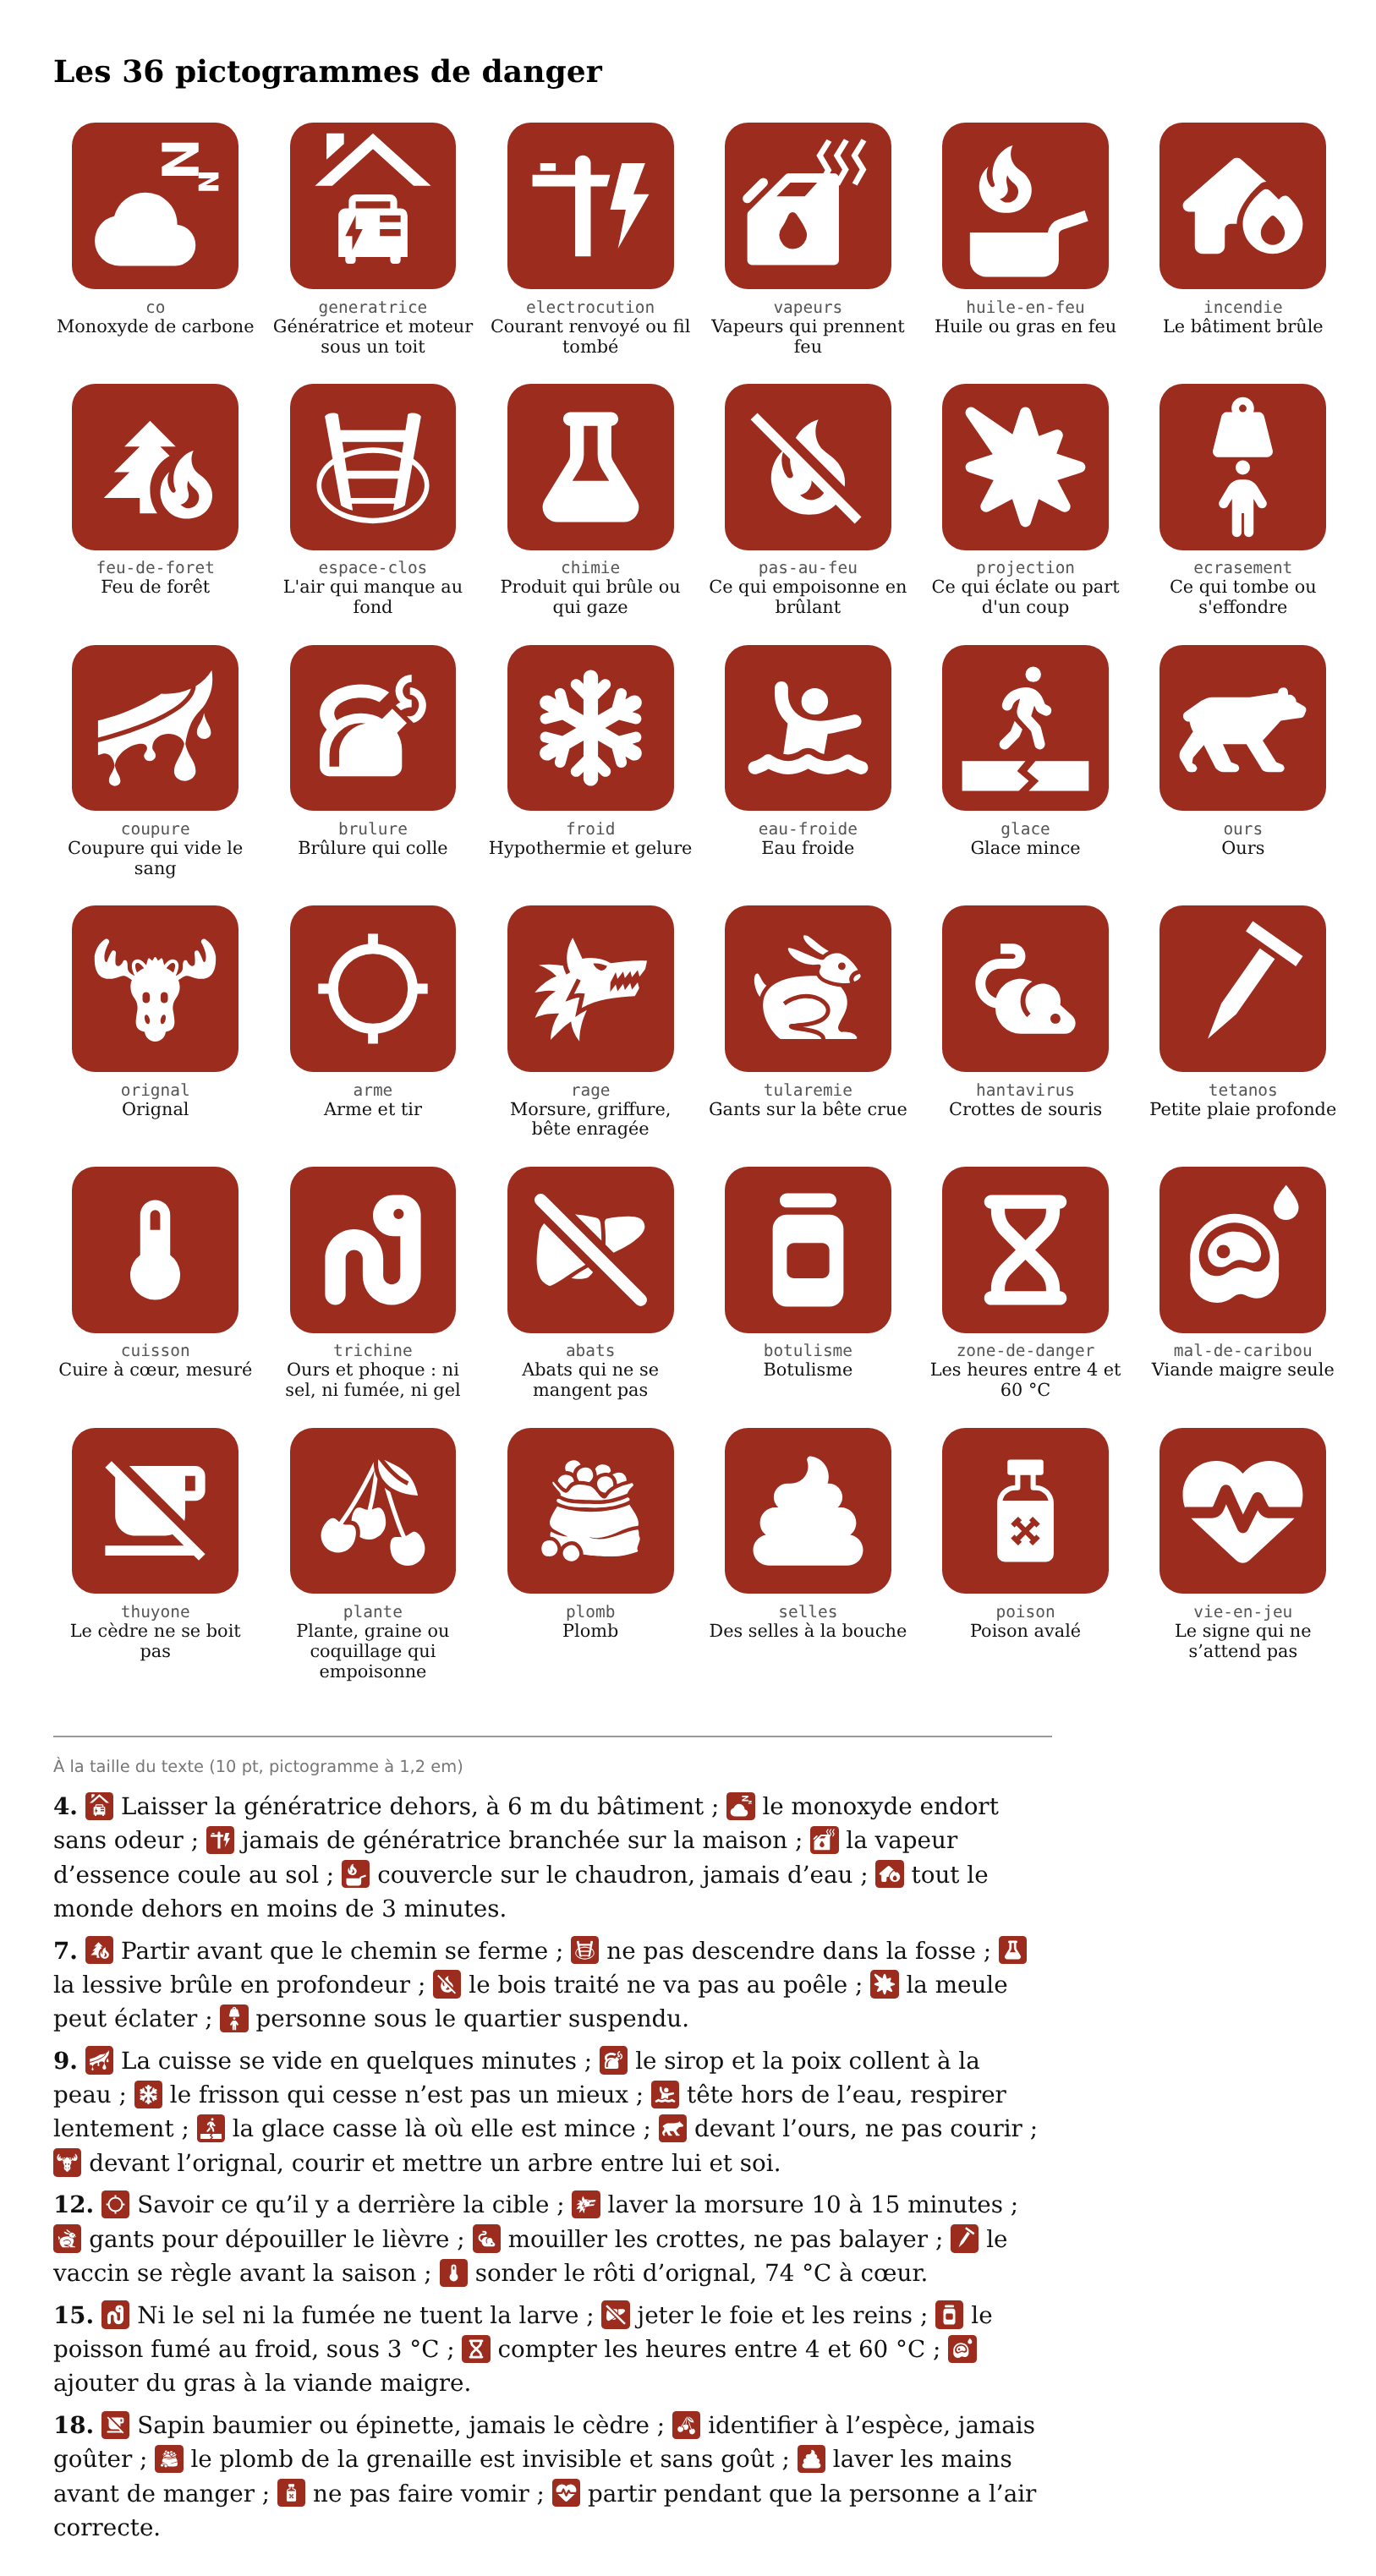 Les 36 pictogrammes de danger
co
Monoxyde de carbone
generatrice
Génératrice et moteur
sous un toit
electrocution
Courant renvoyé ou fil
tombé
vapeurs
Vapeurs qui prennent
feu
huile-en-feu
Huile ou gras en feu
incendie
Le bâtiment brûle
feu-de-foret
Feu de forêt
espace-clos
L'air qui manque au
fond
chimie
Produit qui brûle ou
qui gaze
pas-au-feu
Ce qui empoisonne en
brûlant
projection
Ce qui éclate ou part
d'un coup
ecrasement
Ce qui tombe ou
s'effondre
coupure
Coupure qui vide le
sang
brulure
Brûlure qui colle
froid
Hypothermie et gelure
eau-froide
Eau froide
glace
Glace mince
ours
Ours
orignal
Orignal
arme
Arme et tir
rage
Morsure, griffure,
bête enragée
tularemie
Gants sur la bête crue
hantavirus
Crottes de souris
tetanos
Petite plaie profonde
cuisson
Cuire à cœur, mesuré
trichine
Ours et phoque : ni
sel, ni fumée, ni gel
abats
Abats qui ne se
mangent pas
botulisme
Botulisme
zone-de-danger
Les heures entre 4 et
60 °C
mal-de-caribou
Viande maigre seule
thuyone
Le cèdre ne se boit
pas
plante
Plante, graine ou
coquillage qui
empoisonne
plomb
Plomb
selles
Des selles à la bouche
poison
Poison avalé
vie-en-jeu
Le signe qui ne
s’attend pas
À la taille du texte (10 pt, pictogramme à 1,2 em)
4. Laisser la génératrice dehors, à 6 m du bâtiment ; le monoxyde endort
sans odeur ; jamais de génératrice branchée sur la maison ; la vapeur
d’essence coule au sol ; couvercle sur le chaudron, jamais d’eau ; tout le
monde dehors en moins de 3 minutes.
7. Partir avant que le chemin se ferme ; ne pas descendre dans la fosse ;
la lessive brûle en profondeur ; le bois traité ne va pas au poêle ; la meule
peut éclater ; personne sous le quartier suspendu.
9. La cuisse se vide en quelques minutes ; le sirop et la poix collent à la
peau ; le frisson qui cesse n’est pas un mieux ; tête hors de l’eau, respirer
lentement ; la glace casse là où elle est mince ; devant l’ours, ne pas courir ;
devant l’orignal, courir et mettre un arbre entre lui et soi.
12. Savoir ce qu’il y a derrière la cible ; laver la morsure 10 à 15 minutes ;
gants pour dépouiller le lièvre ; mouiller les crottes, ne pas balayer ; le
vaccin se règle avant la saison ; sonder le rôti d’orignal, 74 °C à cœur.
15. Ni le sel ni la fumée ne tuent la larve ; jeter le foie et les reins ; le
poisson fumé au froid, sous 3 °C ; compter les heures entre 4 et 60 °C ;
ajouter du gras à la viande maigre.
18. Sapin baumier ou épinette, jamais le cèdre ; identifier à l’espèce, jamais
goûter ; le plomb de la grenaille est invisible et sans goût ; laver les mains
avant de manger ; ne pas faire vomir ; partir pendant que la personne a l’air
correcte.